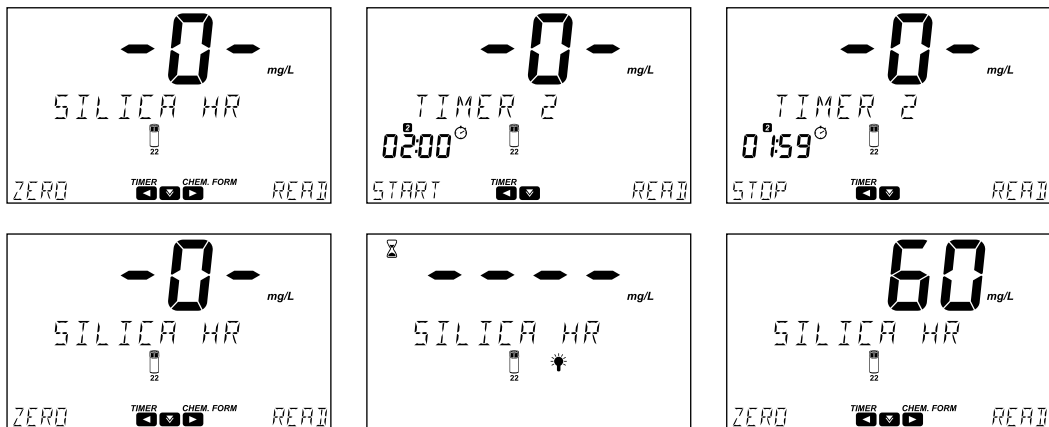 -0-
mg/L
SILICA HR
22
TIMER CHEM. FORM
ZERO READ
-0-
mg/L
TIMER 2
2
02:00
22
TIMER
START READ
-0-
mg/L
TIMER 2
2
01:59
22
TIMER
STOP READ
-0-
mg/L
SILICA HR
22
TIMER CHEM. FORM
ZERO READ
----
mg/L
SILICA HR
22
60
mg/L
SILICA HR
22
TIMER CHEM. FORM
ZERO READ